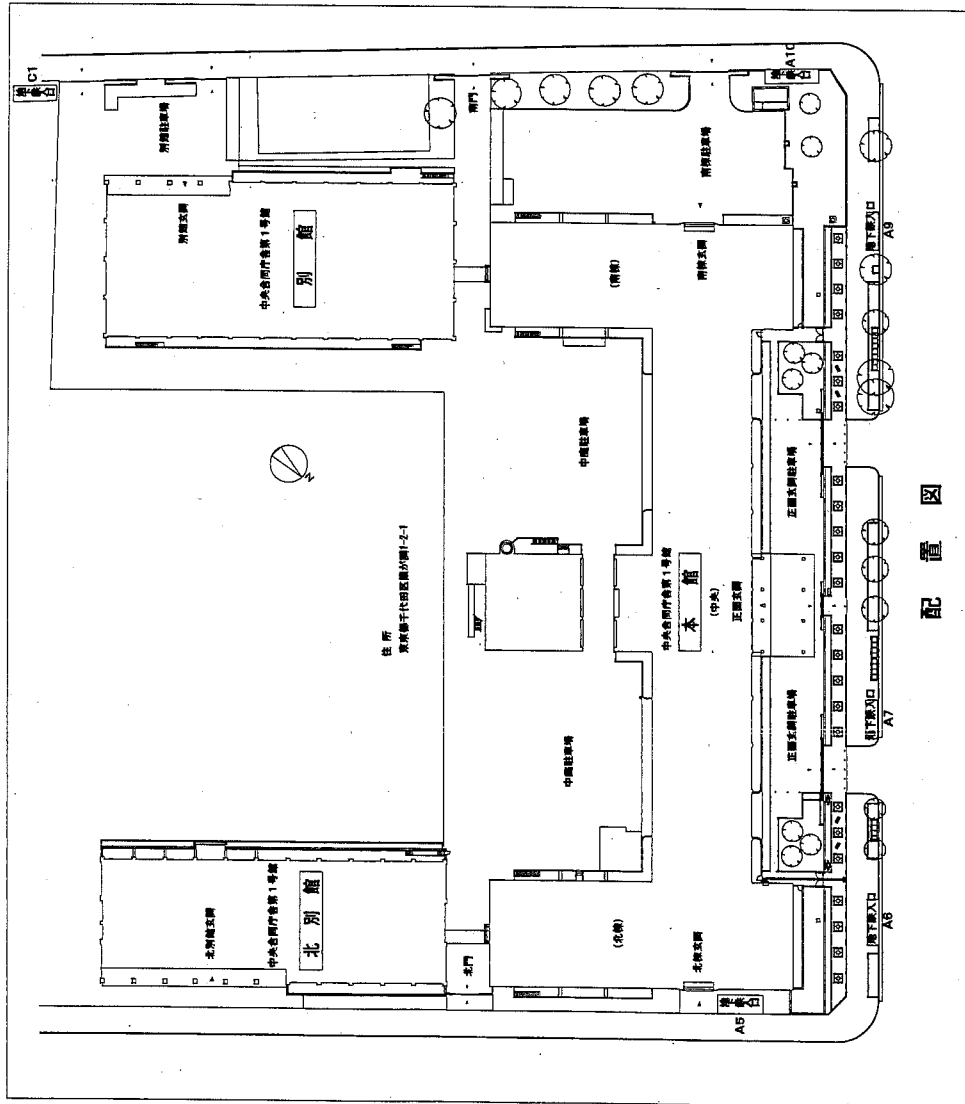 配置図
住所
東京都千代田区霞が関1-2-1
中央合同庁舎第1号館
北別館
北別館玄関
北門
(北棟)
北棟玄関
地下鉄入口
A5
地下鉄入口
A6
中庭駐車場
中央合同庁舎第1号館
本館
(中央)
正面玄関
正面玄関駐車場
地下鉄入口
A7
中庭駐車場
正面玄関駐車場
中央合同庁舎第1号館
別館
別館玄関
別館駐車場
C1
南門
(南棟)
南棟玄関
南棟駐車場
地下鉄入口
A9
A10
N